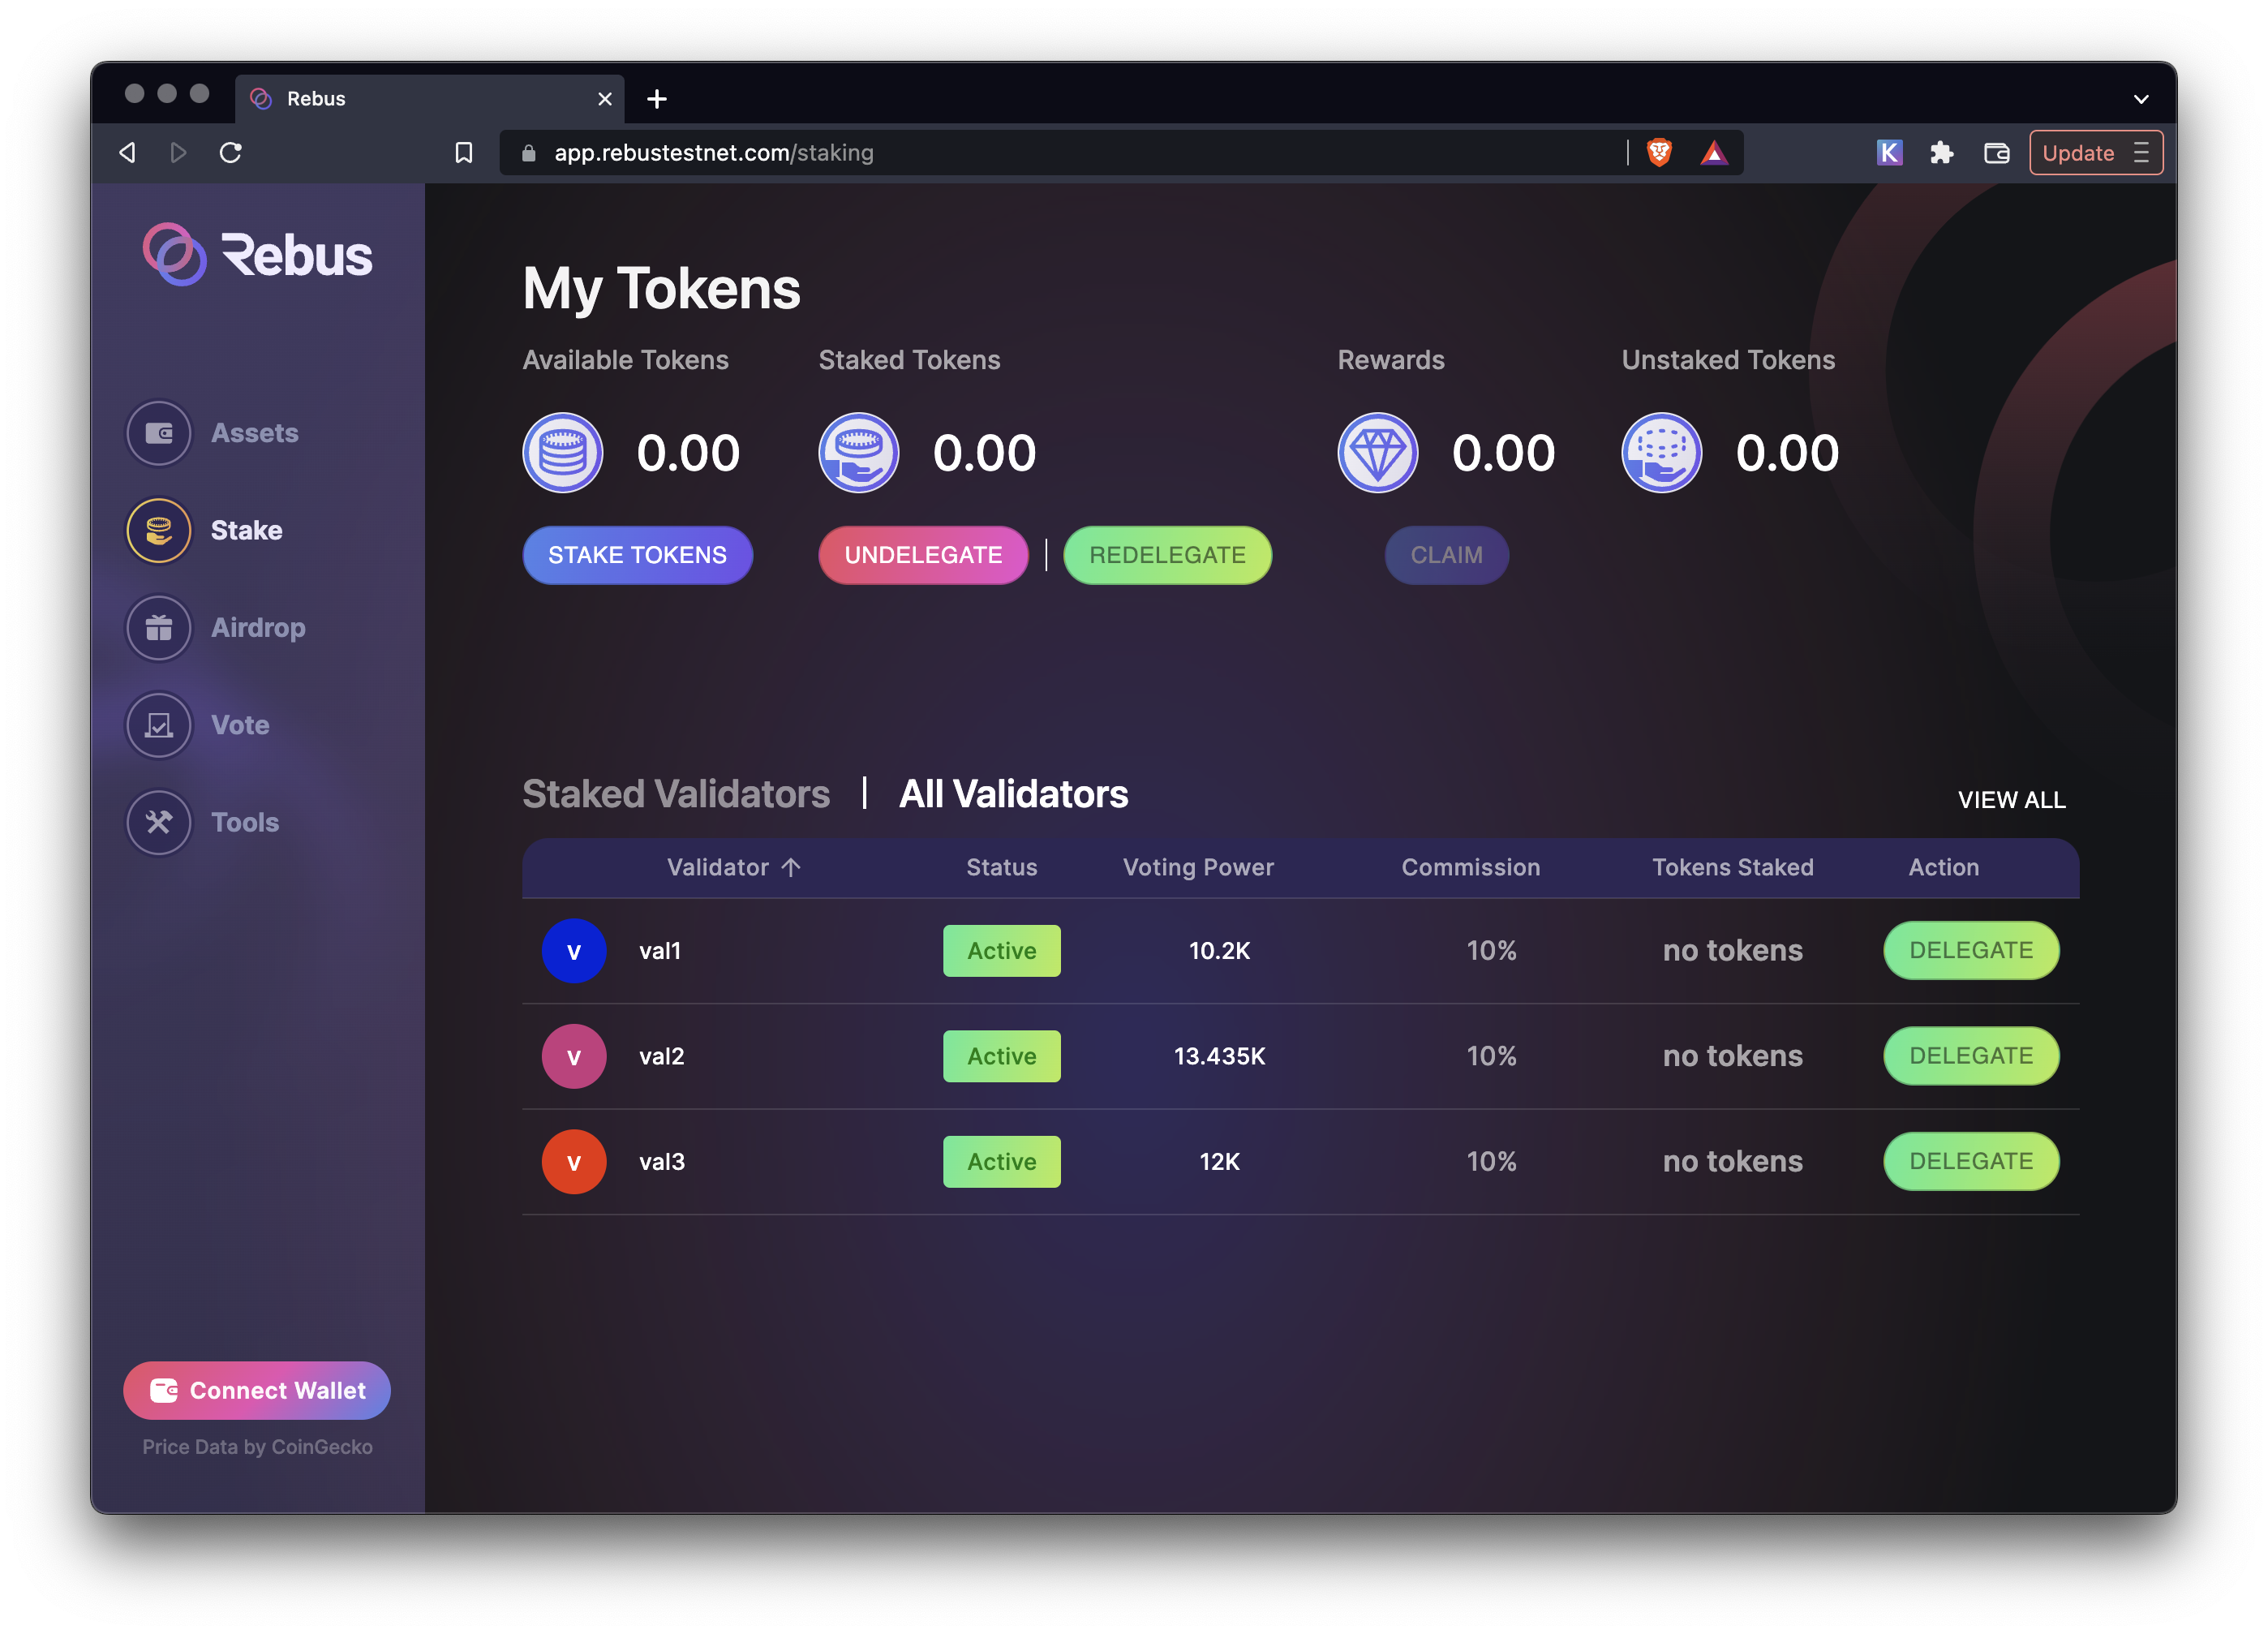 Rebus
app.rebustestnet.com/staking
K
Update
Rebus
Assets
Stake
Airdrop
Vote
Tools
Connect Wallet
Price Data by CoinGecko
My Tokens
Available Tokens Staked Tokens Rewards Unstaked Tokens
0.00 0.00 0.00 0.00
STAKE TOKENS UNDELEGATE | REDELEGATE CLAIM
Staked Validators | All Validators VIEW ALL
Validator ↑ Status Voting Power Commission Tokens Staked Action
V val1 Active 10.2K 10% no tokens DELEGATE
V val2 Active 13.435K 10% no tokens DELEGATE
V val3 Active 12K 10% no tokens DELEGATE